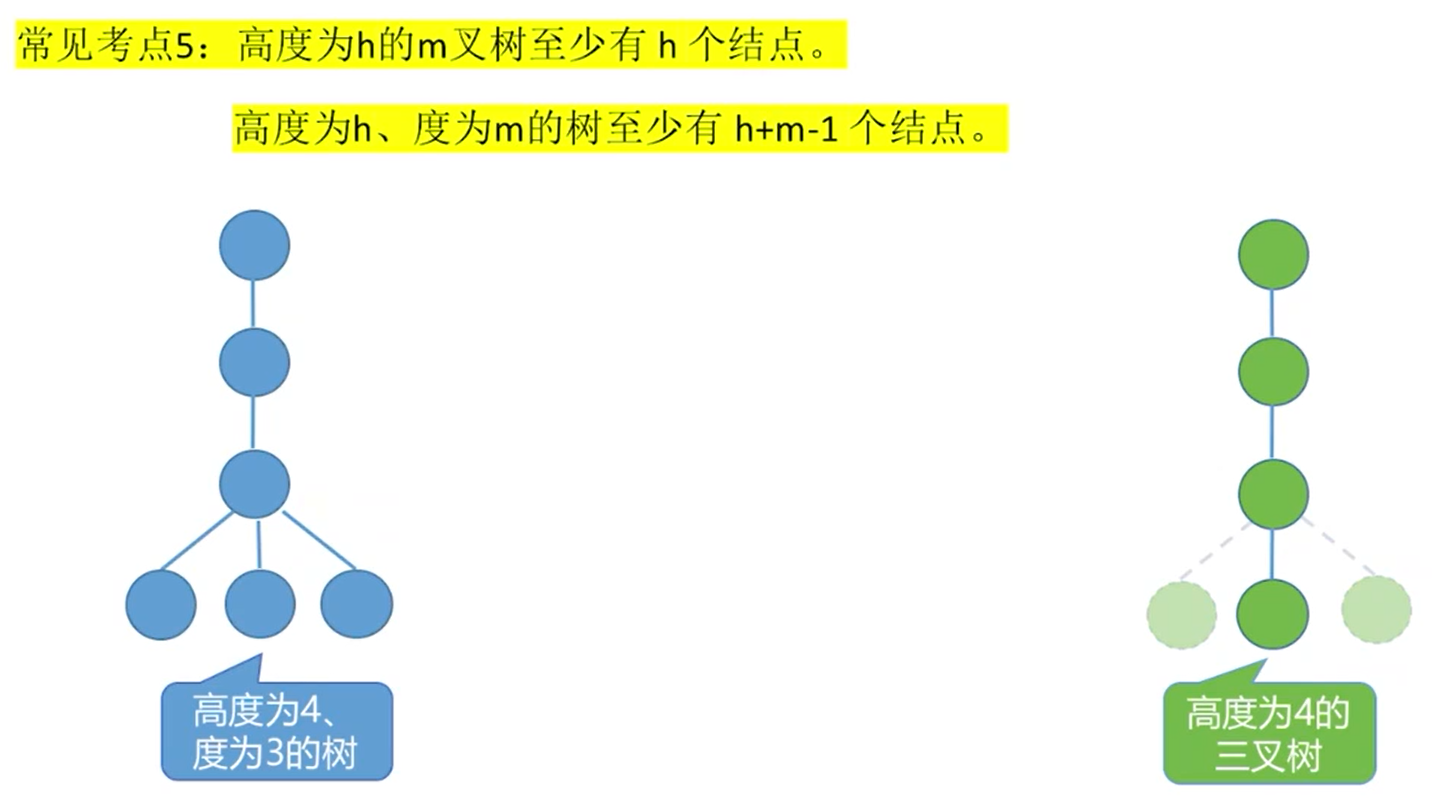 常见考点5：高度为h的m叉树至少有 h 个结点。
高度为h、度为m的树至少有 h+m-1 个结点。
高度为4、
度为3的树
高度为4的
三叉树